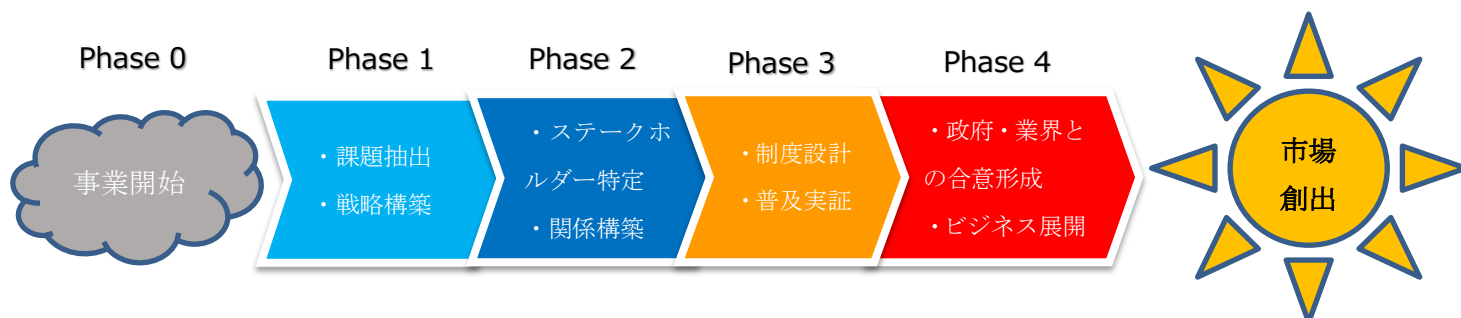 Phase 0
Phase 1
Phase 2
Phase 3
Phase 4
事業開始
・課題抽出
・戦略構築
・ステークホ
ルダー特定
・関係構築
・制度設計
・普及実証
・政府・業界と
の合意形成
・ビジネス展開
市場
創出